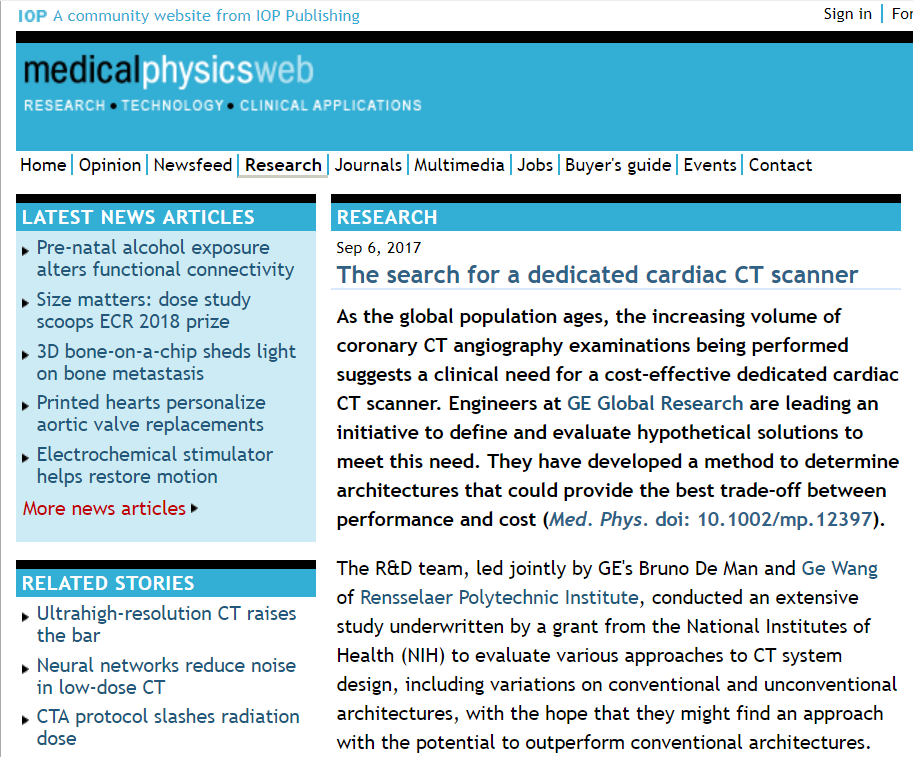 IOP A community website from IOP Publishing
Sign in
medicalphysicsweb
RESEARCH • TECHNOLOGY • CLINICAL APPLICATIONS
Home | Opinion | Newsfeed | Research | Journals | Multimedia | Jobs | Buyer's guide | Events | Contact
LATEST NEWS ARTICLES
Pre-natal alcohol exposure
alters functional connectivity
Size matters: dose study
scoops ECR 2018 prize
3D bone-on-a-chip sheds light
on bone metastasis
Printed hearts personalize
aortic valve replacements
Electrochemical stimulator
helps restore motion
More news articles
RELATED STORIES
Ultrahigh-resolution CT raises
the bar
Neural networks reduce noise
in low-dose CT
CTA protocol slashes radiation
dose
RESEARCH
Sep 6, 2017
The search for a dedicated cardiac CT scanner
As the global population ages, the increasing volume of
coronary CT angiography examinations being performed
suggests a clinical need for a cost-effective dedicated cardiac
CT scanner. Engineers at GE Global Research are leading an
initiative to define and evaluate hypothetical solutions to
meet this need. They have developed a method to determine
architectures that could provide the best trade-off between
performance and cost (Med. Phys. doi: 10.1002/mp.12397).
The R&D team, led jointly by GE's Bruno De Man and Ge Wang
of Rensselaer Polytechnic Institute, conducted an extensive
study underwritten by a grant from the National Institutes of
Health (NIH) to evaluate various approaches to CT system
design, including variations on conventional and unconventional
architectures, with the hope that they might find an approach
with the potential to outperform conventional architectures.